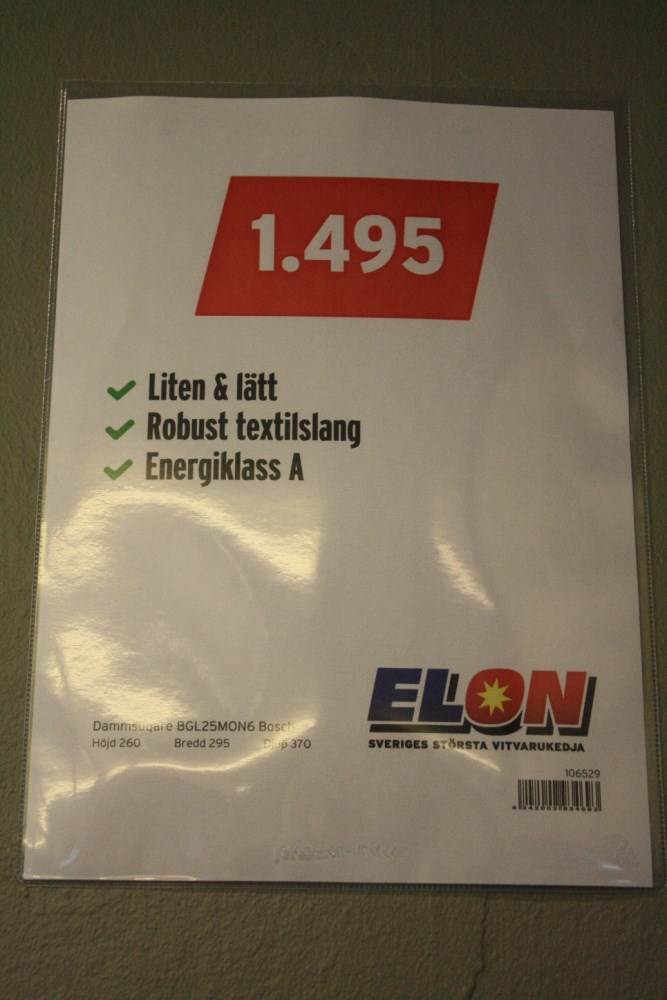 1.495
Liten & lätt
Robust textilslang
Energiklass A
Dammsugare BGL25MON6 Bosch
Höjd 260 Bredd 295 Djup 370
ELON
SVERIGES STÖRSTA VITVARUKEDJA
106529